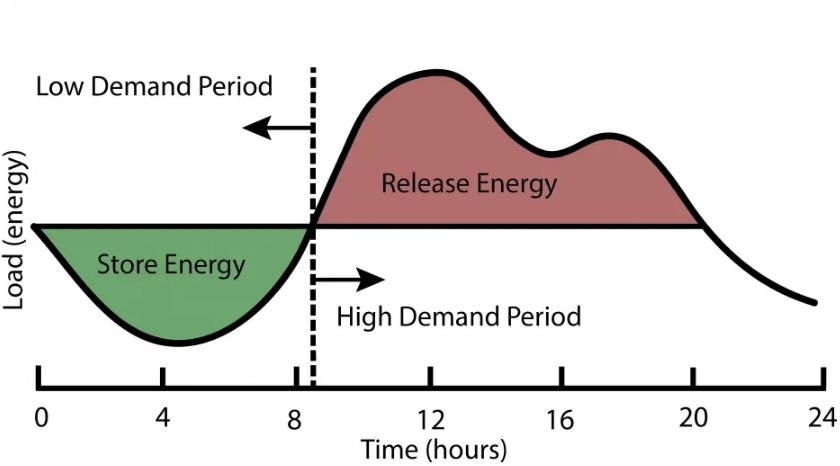 Low Demand Period
Load (energy)
Release Energy
Store Energy
High Demand Period
0 4 8 12 16 20 24
Time (hours)